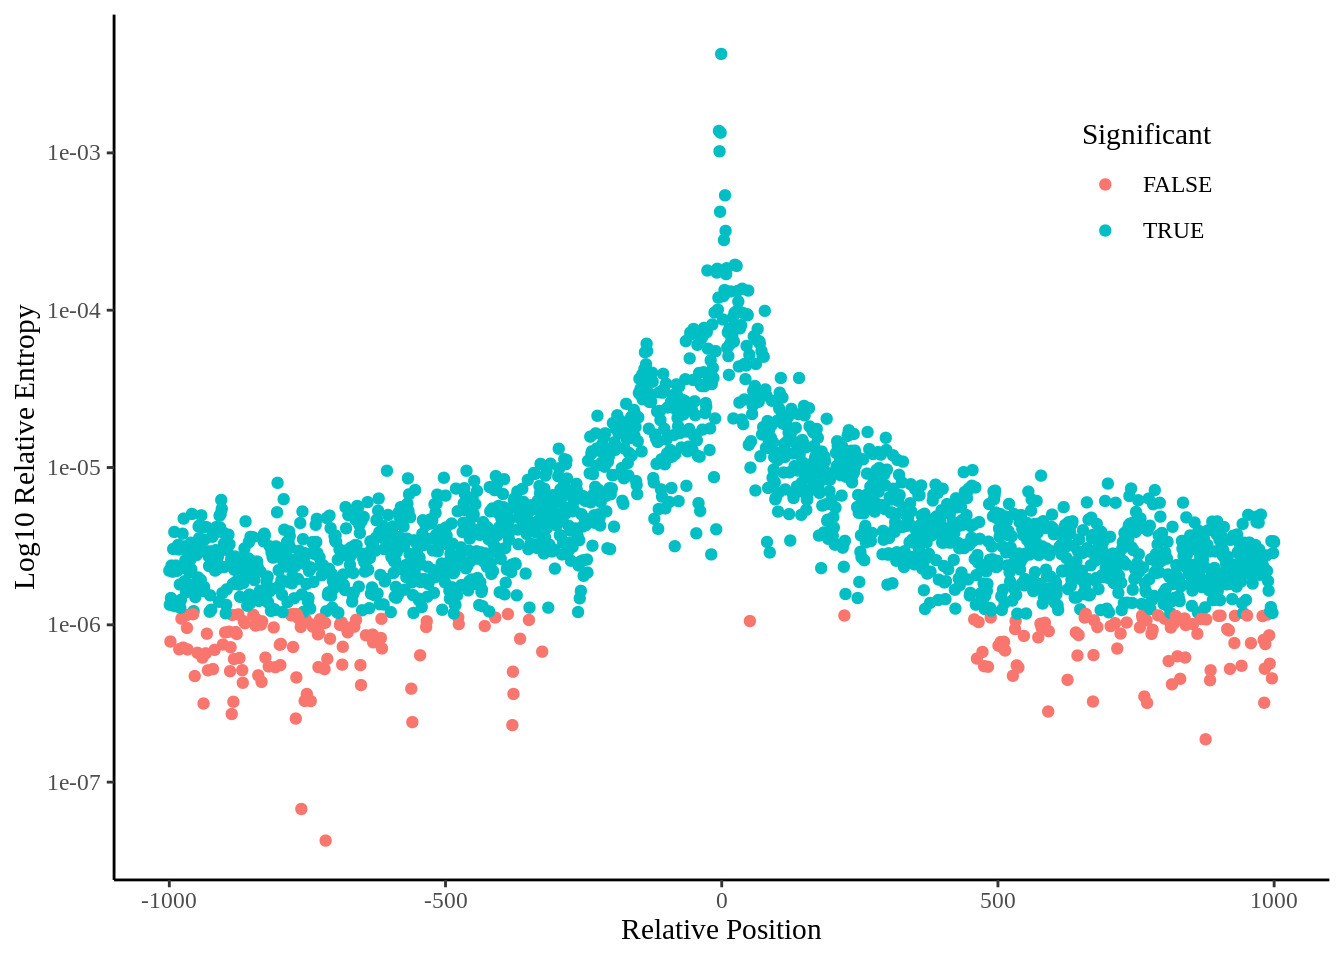 Significant
FALSE
TRUE
Log10 Relative Entropy
1e-03
1e-04
1e-05
1e-06
1e-07
-1000
-500
0
500
1000
Relative Position